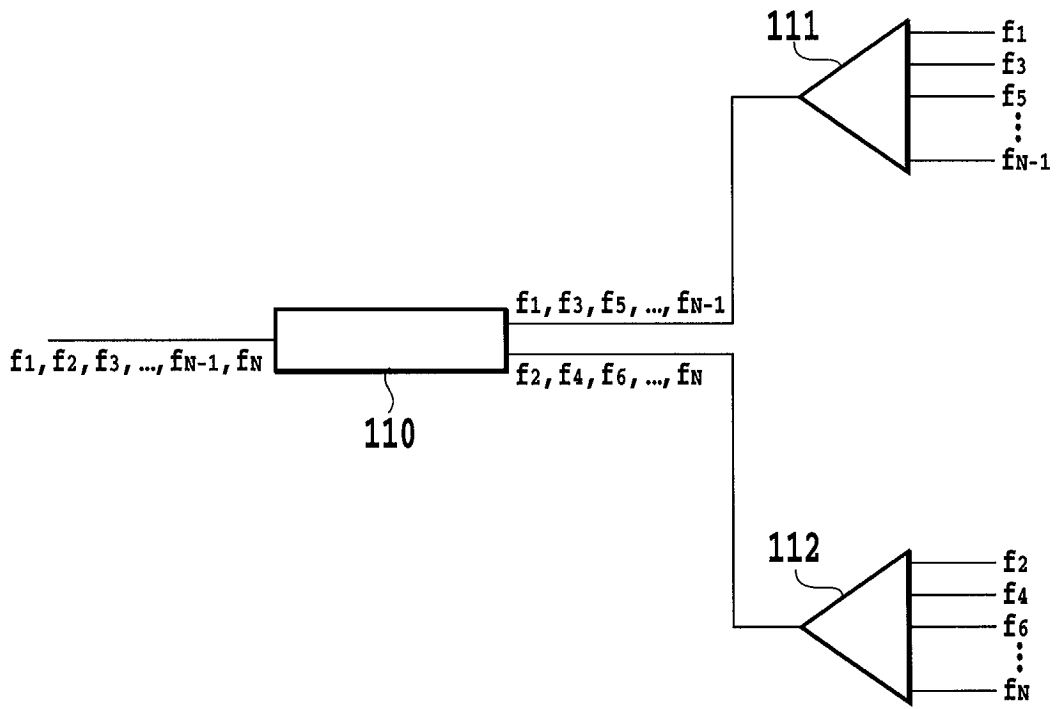 111
f1
f3
f5
⋮
fN-1
f1,f3,f5,…,fN-1
f1,f2,f3,…,fN-1,fN
f2,f4,f6,…,fN
110
112
f2
f4
f6
⋮
fN